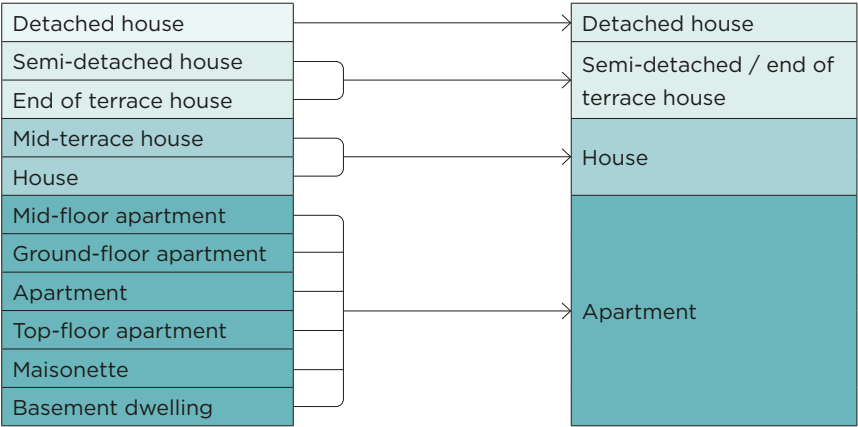 Detached house
Semi-detached house
End of terrace house
Mid-terrace house
House
Mid-floor apartment
Ground-floor apartment
Apartment
Top-floor apartment
Maisonette
Basement dwelling
Detached house
Semi-detached / end of
terrace house
House
Apartment